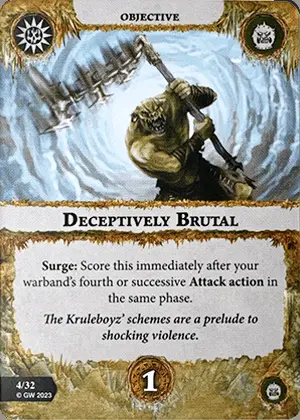 OBJECTIVE
DECEPTIVELY BRUTAL
Surge: Score this immediately after your
warband's fourth or successive Attack action in
the same phase.
The Kruleboyz' schemes are a prelude to
shocking violence.
4/32
© GW 2023
1